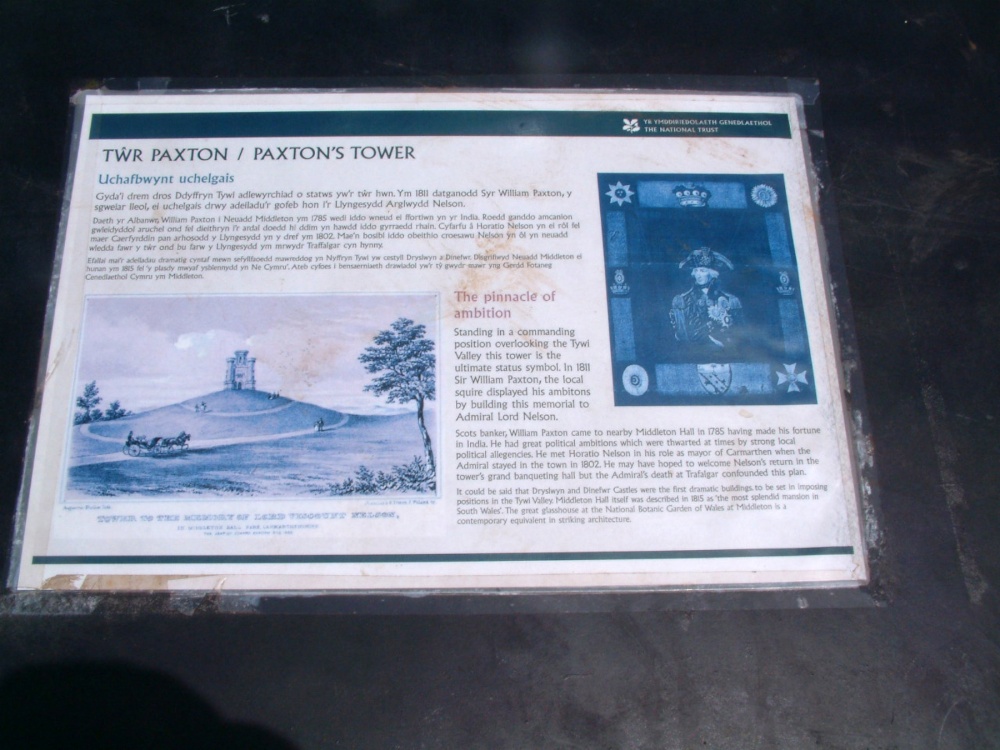 YR YMDDIRIEDOLAETH GENEDLAETHOL
THE NATIONAL TRUST
TŴR PAXTON / PAXTON'S TOWER
Uchafbwynt uchelgais
Gyda'i drem dros Ddyffryn Tywi adlewyrchiad o statws yw'r tŵr hwn. Ym 1811 datganodd Syr William Paxton, y
sgweiar lleol, ei uchelgais drwy adeiladu'r gofeb hon i'r Llyngesydd Arglwydd Nelson.
Daeth yr Albanwr, William Paxton i Neuadd Middleton ym 1785 wedi iddo wneud ei ffortiwn yn yr India. Roedd ganddo amcanion
gwleidyddol aruchel ond fel dieithryn i'r ardal doedd hi ddim yn hawdd iddo gyrraedd rhain. Cyfarfu â Horatio Nelson yn ei rôl fel
maer Caerfyrddin pan arhosodd y Llyngesydd yn y dref ym 1802. Mae'n bosibl iddo obeithio croesawu Nelson yn ôl yn neuadd
wledda fawr y tŵr ond bu farw y Llyngesydd ym mrwydr Traffalgar cyn hynny.
Efallai mai'r adeiladau dramatig cyntaf mewn sefyllfaoedd mawreddog yn Nyffryn Tywi yw cestyll Dryslwyn a Dinefwr. Disgrifiwyd Neuadd Middleton ei
hunan ym 1815 fel 'y plasdy mwyaf ysblennydd yn Ne Cymru'. Ateb cyfoes i bensaernïaeth drawiadol yw'r tŷ gwydr mawr yng Ngerddi Fotaneg
Genedlaethol Cymru ym Middleton.
The pinnacle of
ambition
Standing in a commanding
position overlooking the Tywi
Valley this tower is the
ultimate status symbol. In 1811
Sir William Paxton, the local
squire displayed his ambitons
by building this memorial to
Admiral Lord Nelson.
Scots banker, William Paxton came to nearby Middleton Hall in 1785 having made his fortune
in India. He had great political ambitions which were thwarted at times by strong local
political allegencies. He met Horatio Nelson in his role as mayor of Carmarthen when the
Admiral stayed in the town in 1802. He may have hoped to welcome Nelson's return in the
tower's grand banqueting hall but the Admiral's death at Trafalgar confounded this plan.
It could be said that Dryslwyn and Dinefwr Castles were the first dramatic buildings, to be set in imposing
positions in the Tywi Valley. Middleton Hall itself was described in 1815 as 'the most splendid mansion in
South Wales'. The great glasshouse at the National Botanic Garden of Wales at Middleton is a
contemporary equivalent in striking architecture.
TOWER TO THE MEMORY OF LORD VISCOUNT NELSON,
IN MIDDLETON HALL PARK CARMARTHENSHIRE